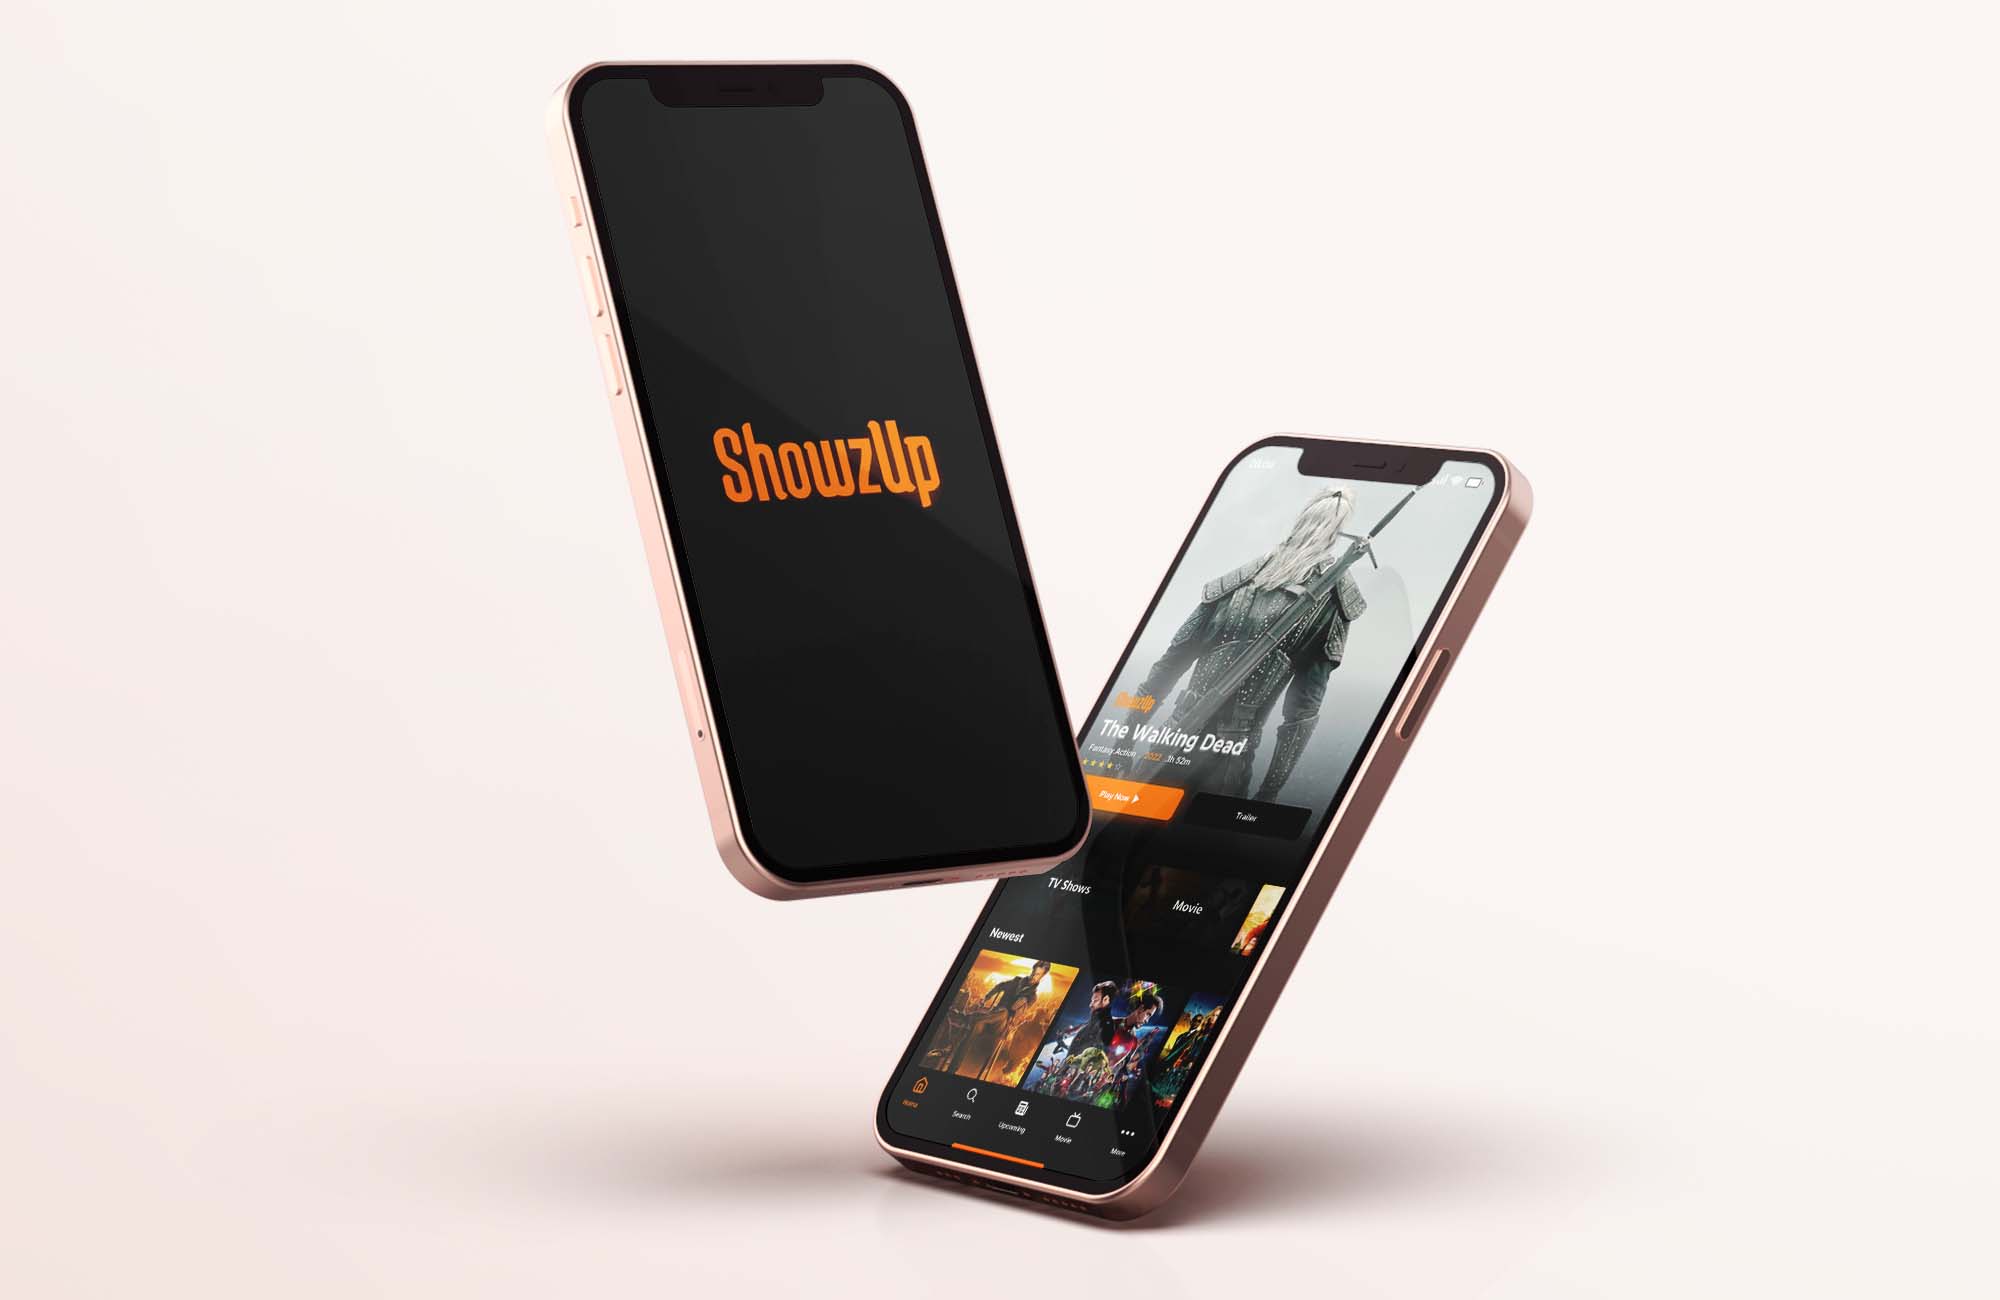 ShowzUp
ShowzUp
The Walking Dead
Fantasy,Action . 2022 .1h 52m
Play Now
Trailer
TV Shows
Movie
Newest
Home
Search
Upcoming
Movie
More